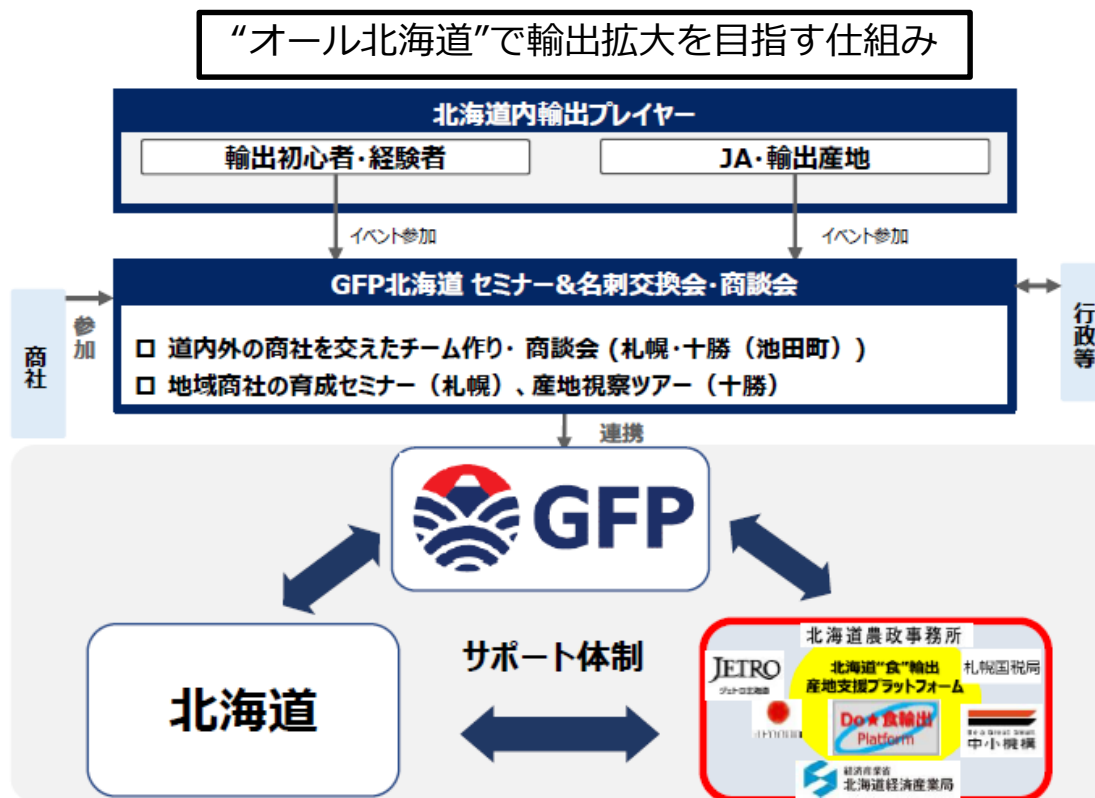 “オール北海道”で輸出拡大を目指す仕組み
北海道内輸出プレイヤー
輸出初心者・経験者
JA・輸出産地
イベント参加
イベント参加
GFP北海道 セミナー&名刺交換会・商談会
商社
参加
行政等
□ 道内外の商社を交えたチーム作り・ 商談会 (札幌・十勝（池田町）)
□ 地域商社の育成セミナー（札幌）、産地視察ツアー（十勝）
連携
GFP
サポート体制
北海道
北海道農政事務所
JETRO
ジェトロ北海道
北海道“食”輸出
産地支援プラットフォーム
札幌国税局
Do★食輸出
Platform
Be a Great Small
中小機構
経済産業省
北海道経済産業局